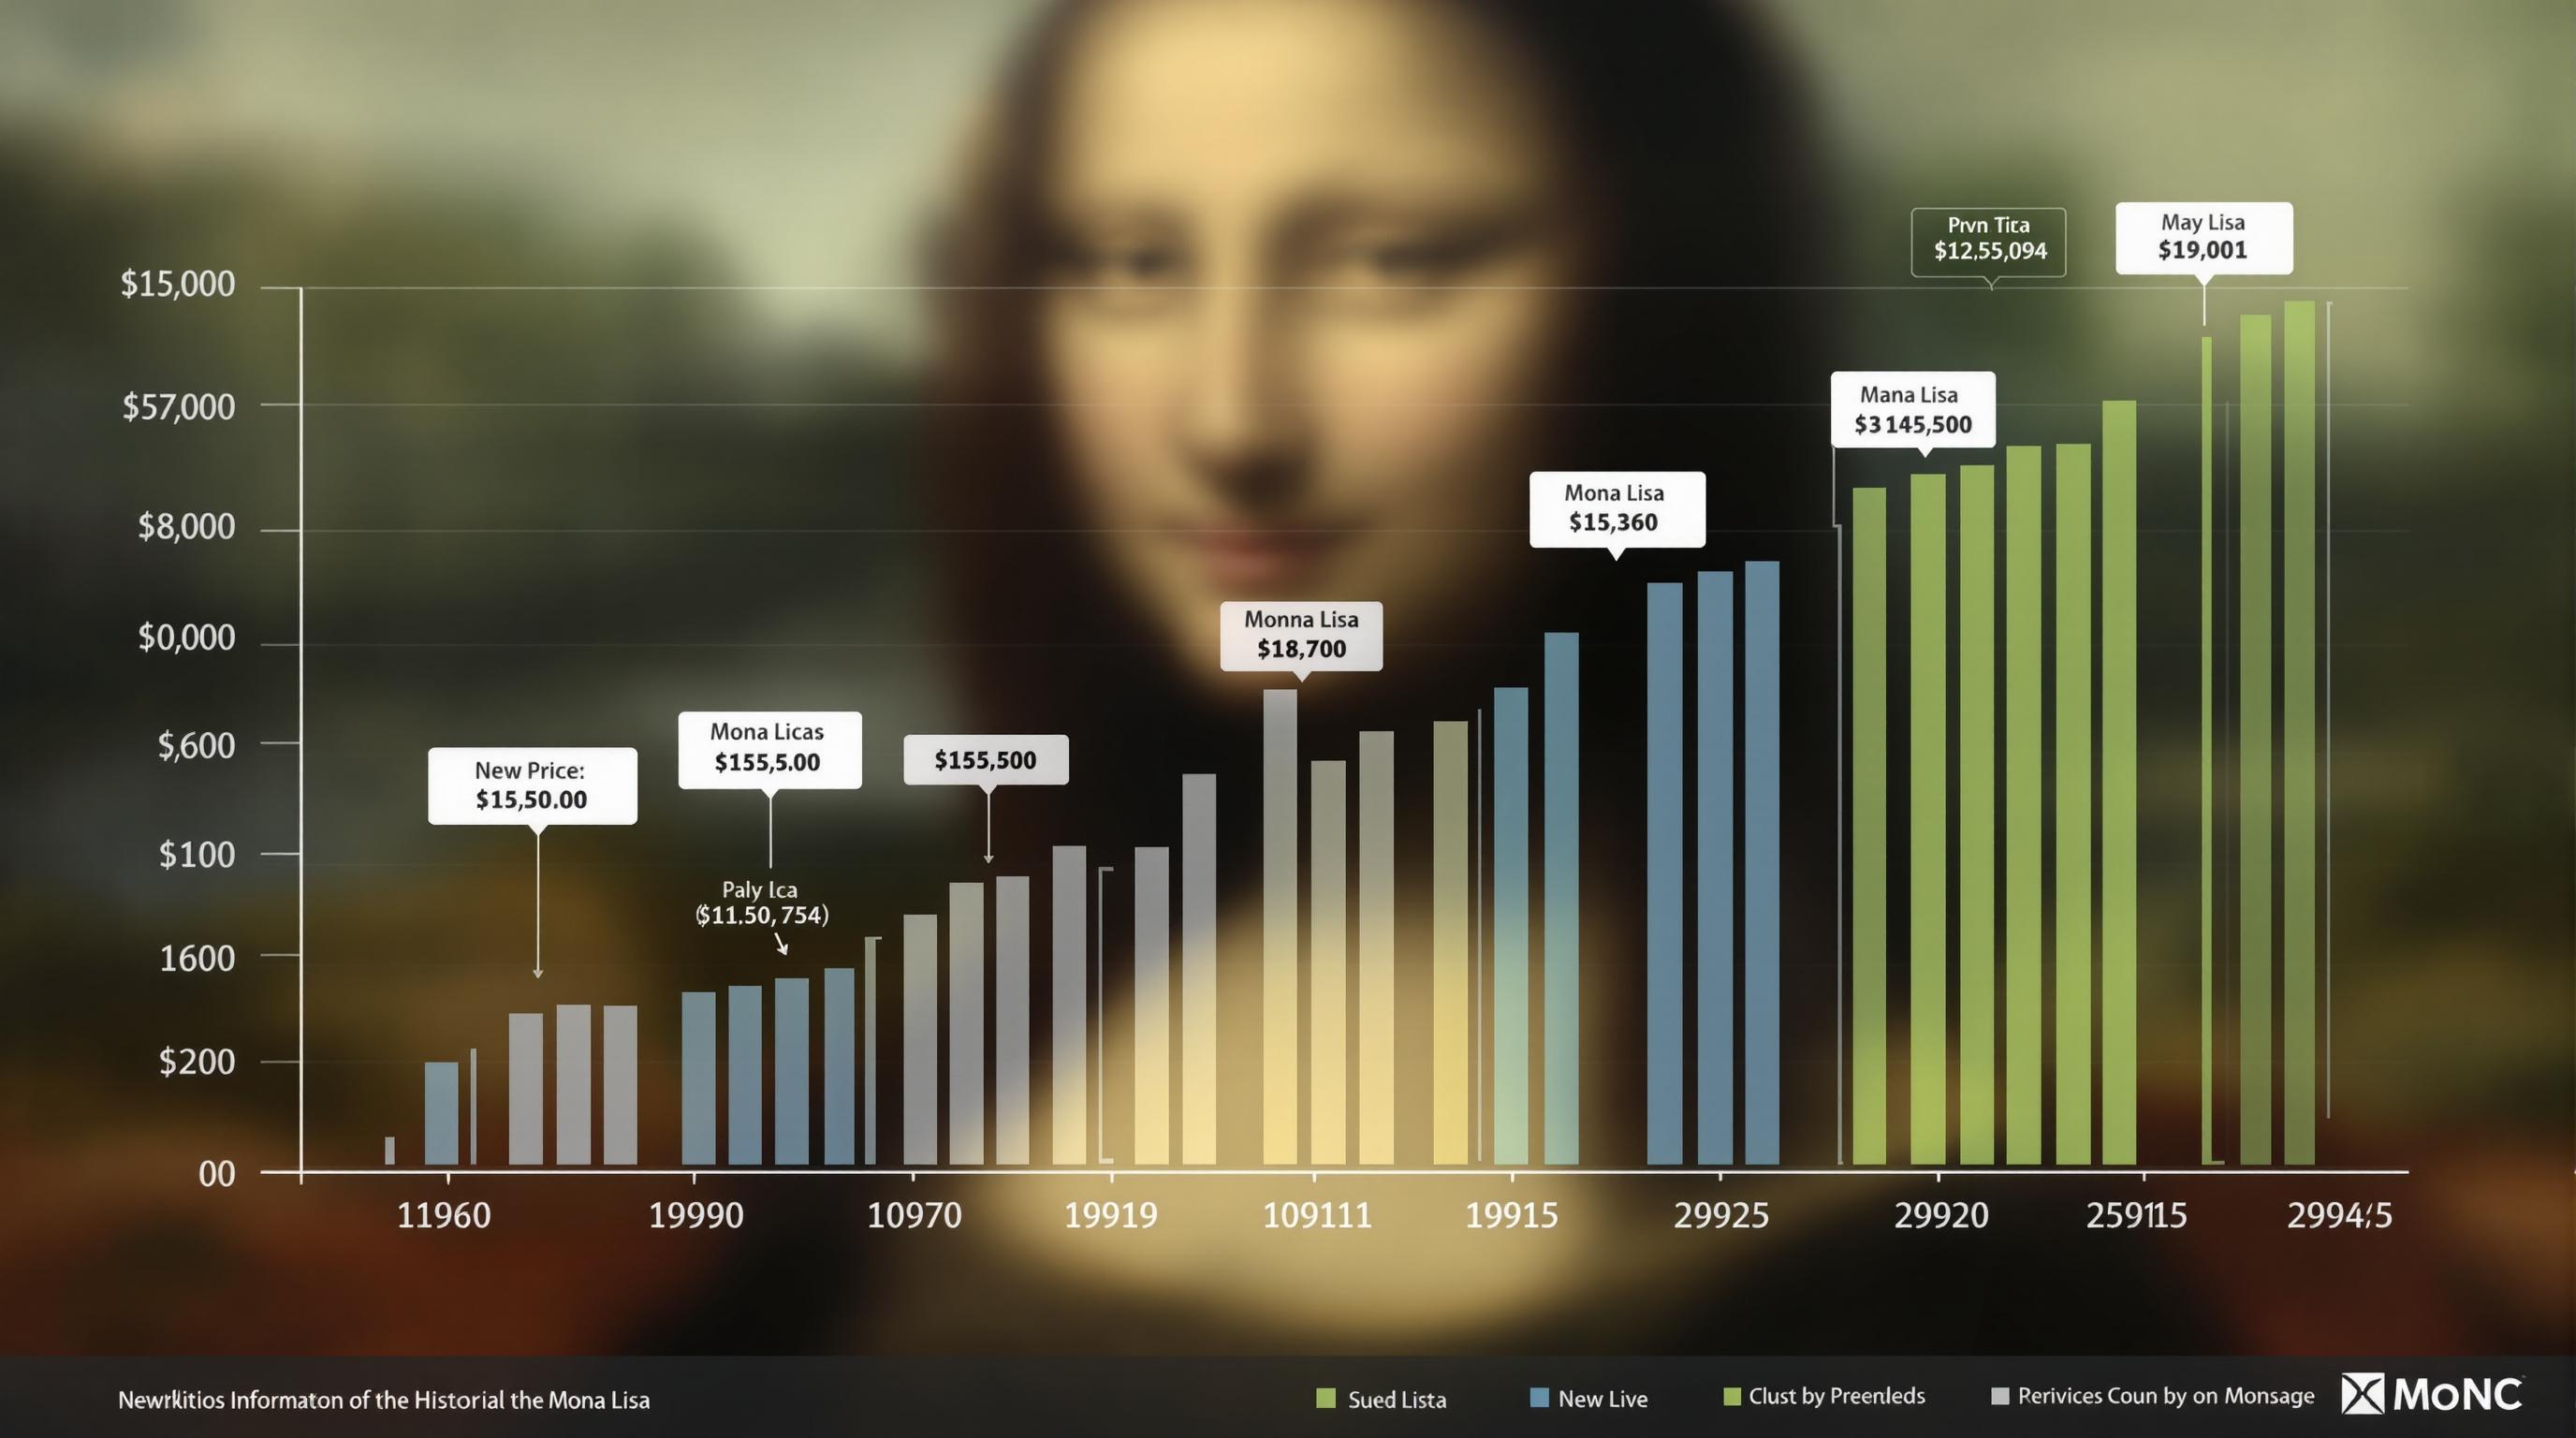 Prvn Tica
$12,55,094
May Lisa
$19,001
$15,000
$57,000
$8,000
$0,000
$,600
$100
1600
$200
00
Mana Lisa
$3 145,500
Mona Lisa
$15,360
Monna Lisa
$18,700
Mona Licas
$155,5.00
$155,500
New Price:
$15,50.00
Paly Ica
($11.50, 754)
11960 19990 10970 19919 109111 19915 29925 29920 259115 2994;5
Newrklitios Informaton of the Historial the Mona Lisa
Sued Lista New Live Clust by Preenleds Rerivices Coun by on Monsage MoNC